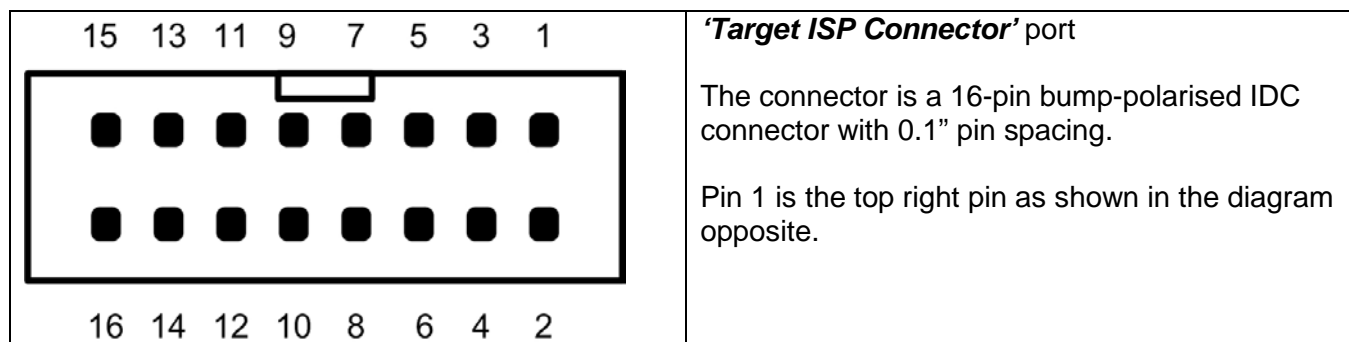 15 13 11 9 7 5 3 1
16 14 12 10 8 6 4 2
‘Target ISP Connector’ port
The connector is a 16-pin bump-polarised IDC
connector with 0.1” pin spacing.
Pin 1 is the top right pin as shown in the diagram
opposite.